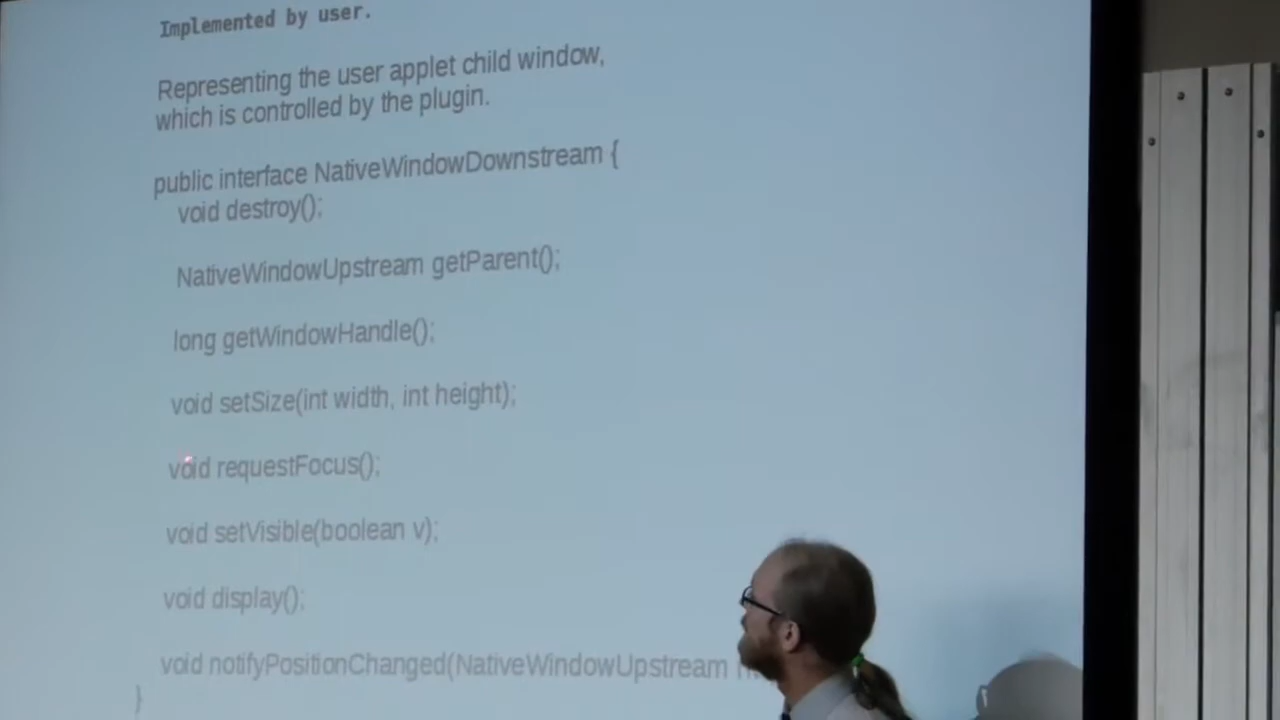 Implemented by user.
Representing the user applet child window,
which is controlled by the plugin.
public interface NativeWindowDownstream {
void destroy();
NativeWindowUpstream getParent();
long getWindowHandle();
void setSize(int width, int height);
void requestFocus();
void setVisible(boolean v);
void display();
void notifyPositionChanged(NativeWindowUpstream
}